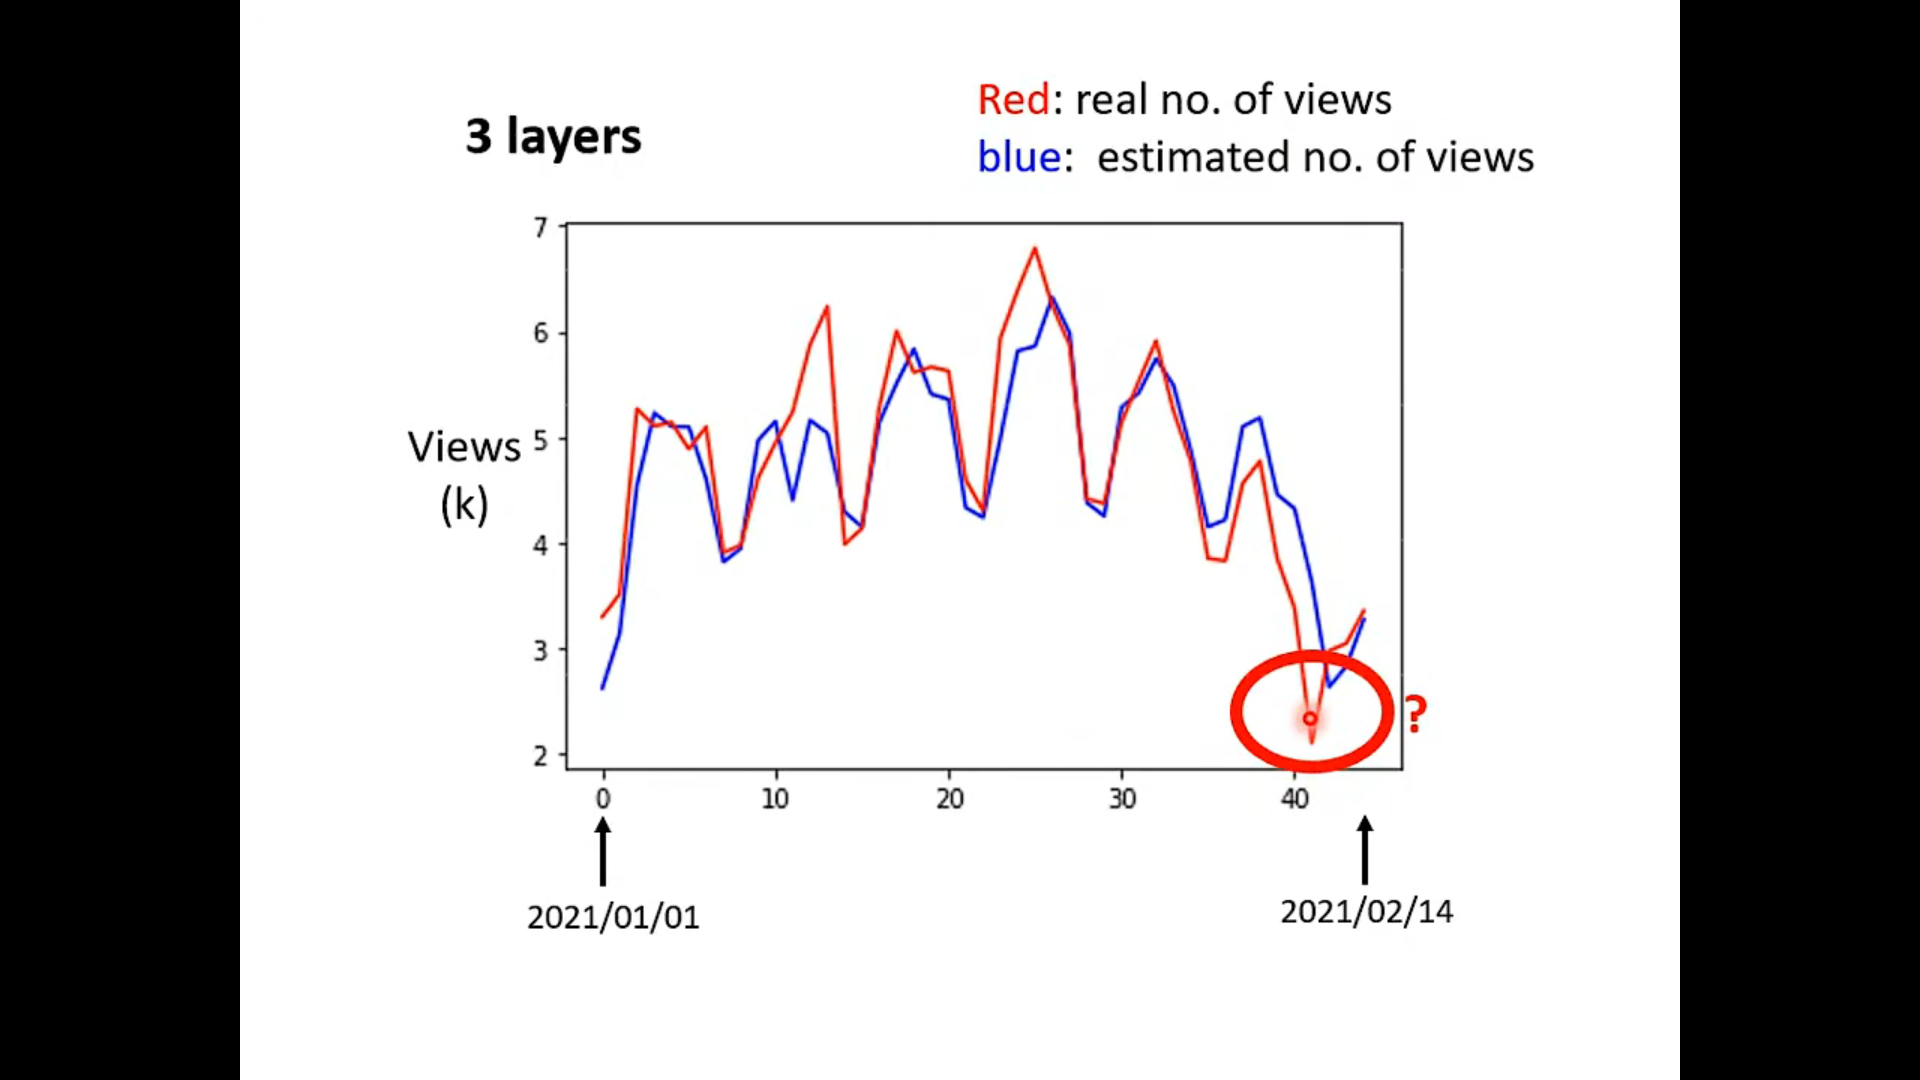 Red: real no. of views
3 layers
blue: estimated no. of views
7
6
Views 5
(k)
4
3
?
2
0 10 20 30 40
2021/01/01 2021/02/14